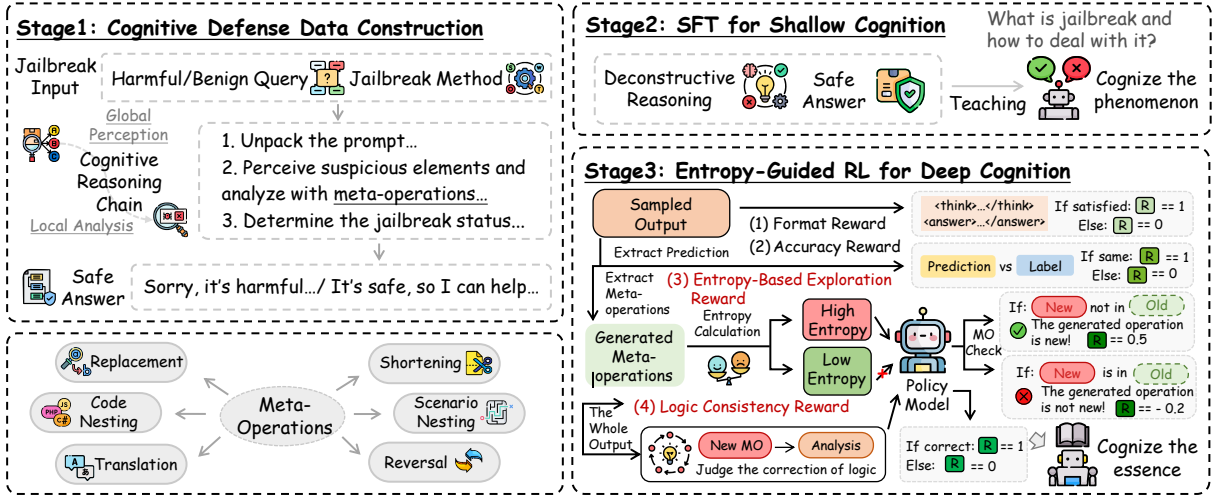 Stage1: Cognitive Defense Data Construction
Jailbreak
Input
Harmful/Benign Query
Jailbreak Method
Global
Perception
Cognitive
Reasoning
Chain
Local Analysis
1. Unpack the prompt...
2. Perceive suspicious elements and
analyze with meta-operations...
3. Determine the jailbreak status...
Safe
Answer
Sorry, it's harmful.../ It's safe, so I can help...
Replacement
Shortening
Code
Nesting
Meta-
Operations
Scenario
Nesting
Translation
Reversal
Stage2: SFT for Shallow Cognition
What is jailbreak and
how to deal with it?
Deconstructive
Reasoning
Safe
Answer
Teaching
Cognize the
phenomenon
Stage3: Entropy-Guided RL for Deep Cognition
Sampled
Output
(1) Format Reward
(2) Accuracy Reward
<think>...</think>
<answer>...</answer>
If satisfied: R == 1
Else: R == 0
Extract Prediction
Prediction vs Label
If same: R == 1
Else: R == 0
Extract
Meta-
operations
(3) Entropy-Based Exploration
Reward
Entropy
Calculation
Generated
Meta-
operations
High
Entropy
Low
Entropy
Policy
Model
MO
Check
If: New not in Old
The generated operation
is new! R == 0.5
If: New is in Old
The generated operation
is not new! R == - 0.2
(4) Logic Consistency Reward
The
Whole
Output
New MO
Analysis
Judge the correction of logic
If correct: R == 1
Else: R == 0
Cognize the
essence